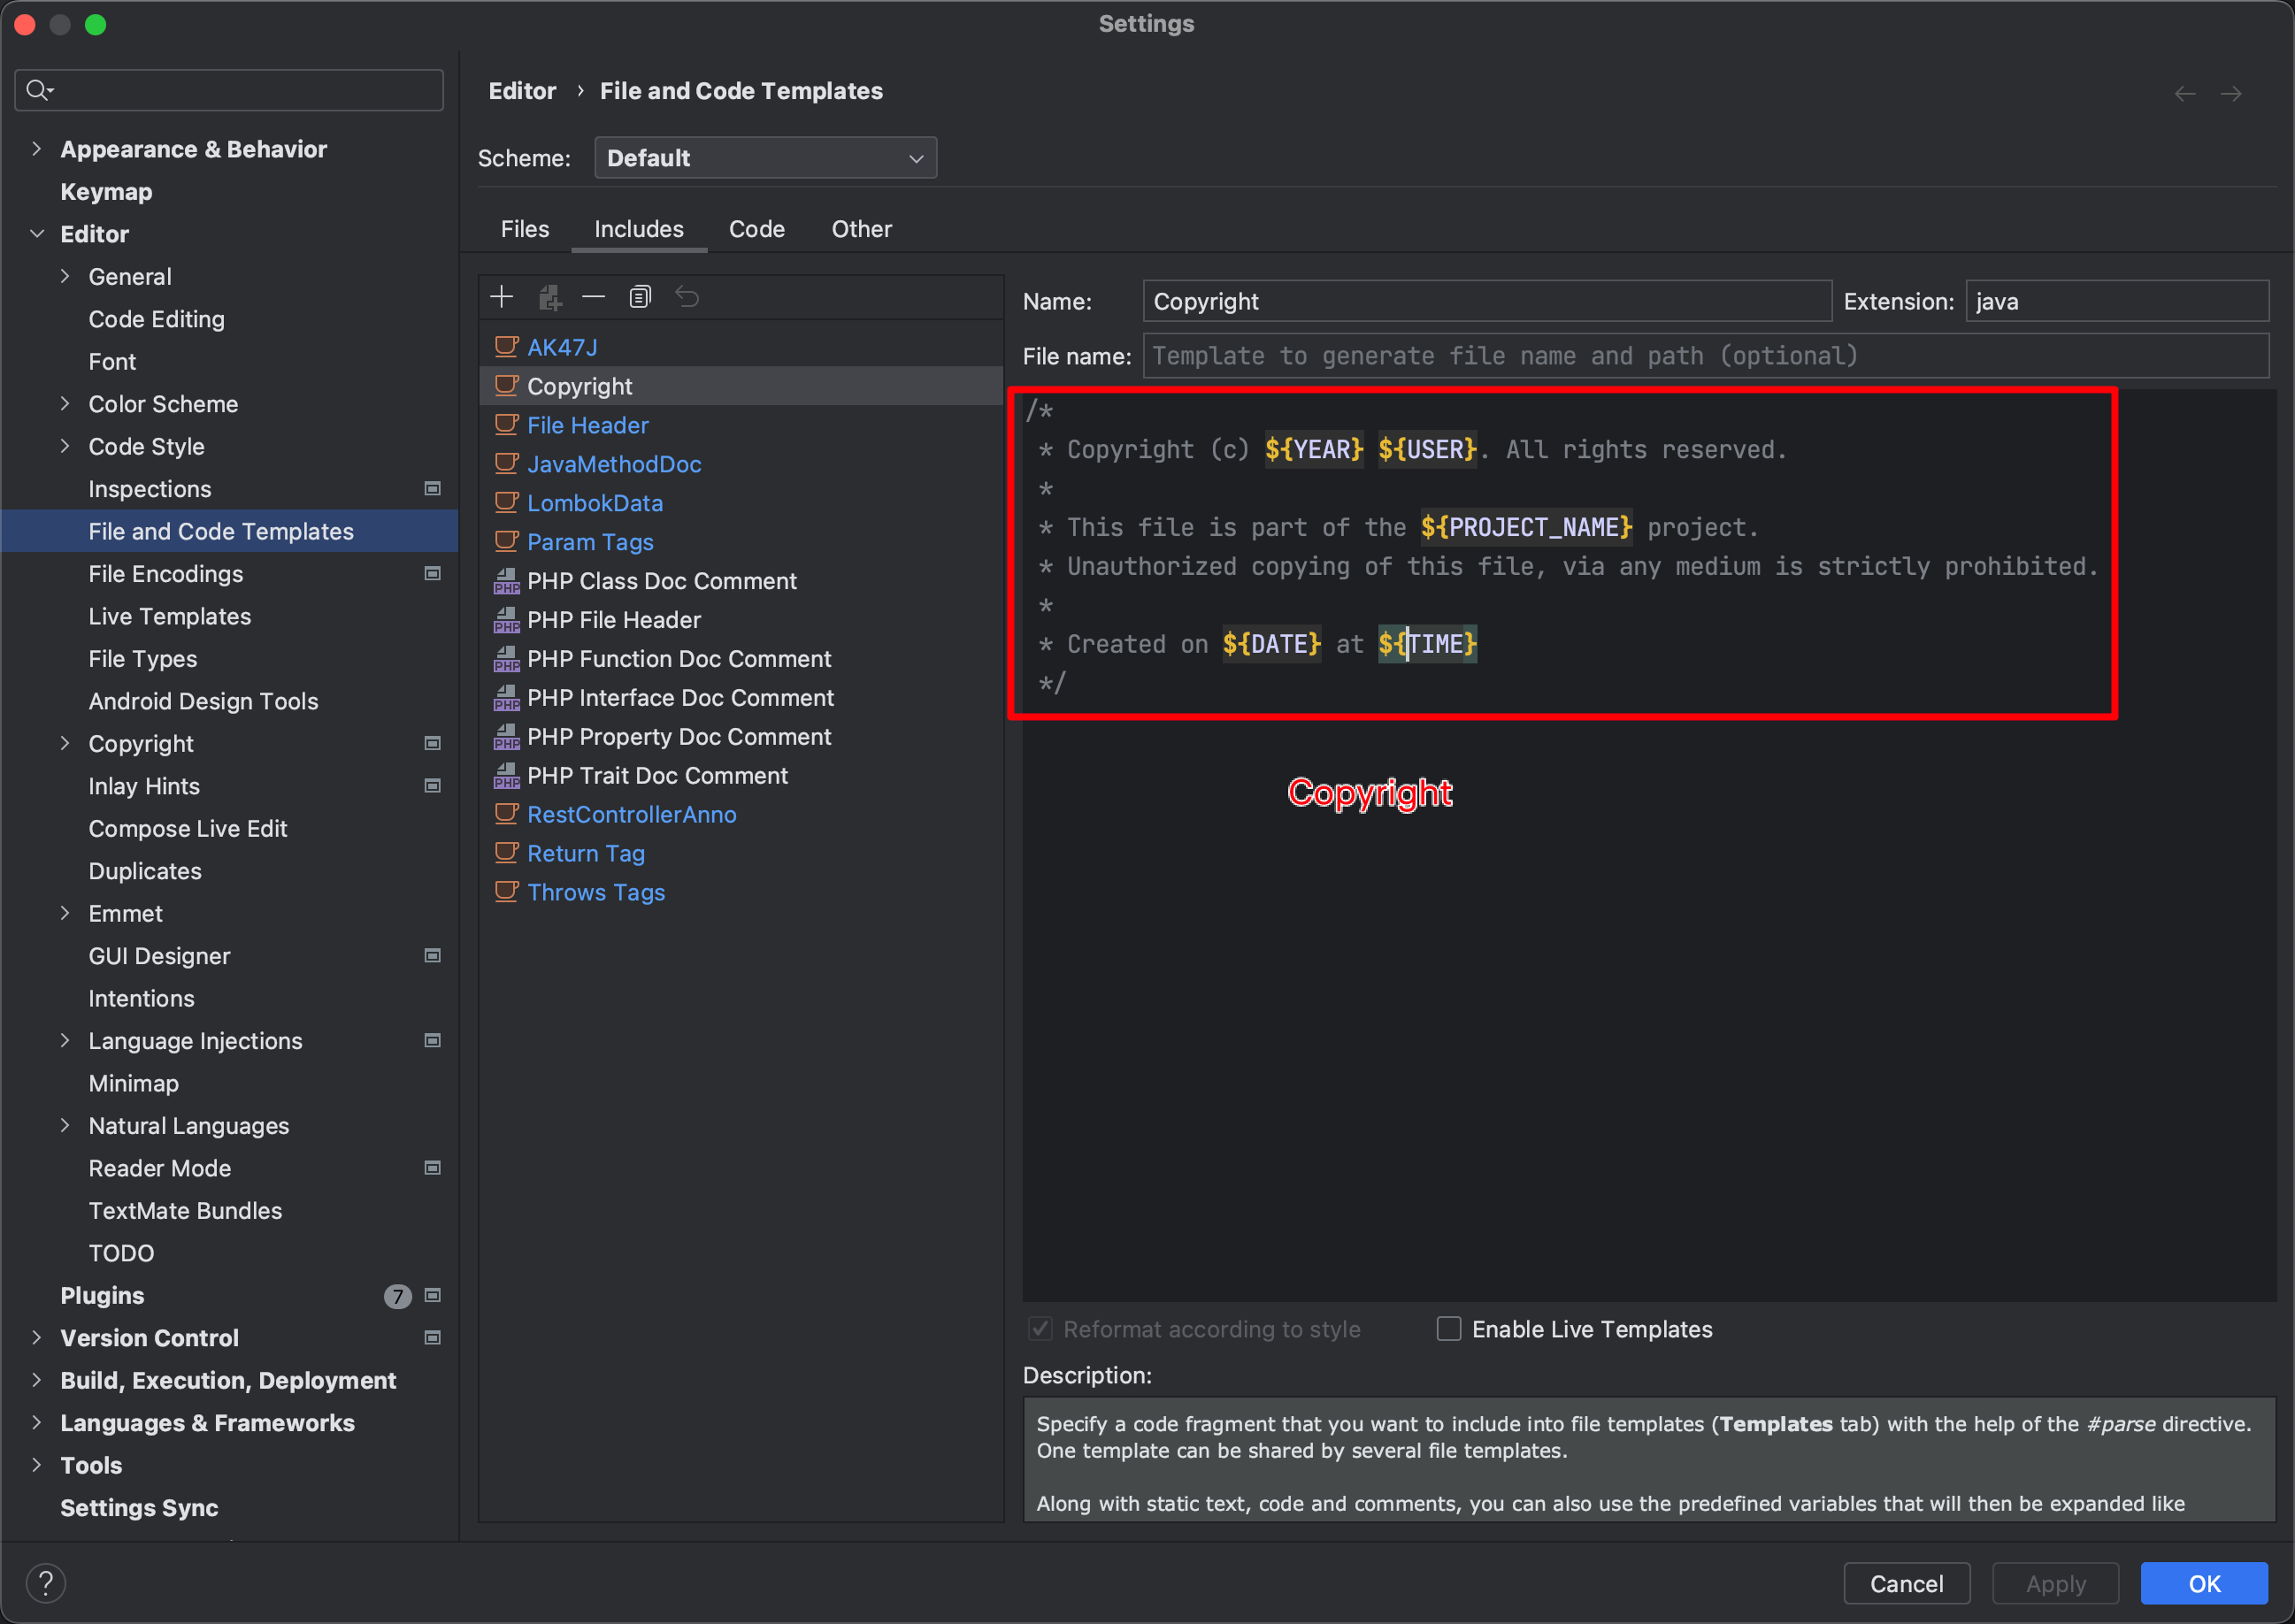 Settings
Appearance & Behavior
Keymap
Editor
General
Code Editing
Font
Color Scheme
Code Style
Inspections
File and Code Templates
File Encodings
Live Templates
File Types
Android Design Tools
Copyright
Inlay Hints
Compose Live Edit
Duplicates
Emmet
GUI Designer
Intentions
Language Injections
Minimap
Natural Languages
Reader Mode
TextMate Bundles
TODO
Plugins 7
Version Control
Build, Execution, Deployment
Languages & Frameworks
Tools
Settings Sync
Editor › File and Code Templates
Scheme: Default
Files Includes Code Other
AK47J
Copyright
File Header
JavaMethodDoc
LombokData
Param Tags
PHP PHP Class Doc Comment
PHP PHP File Header
PHP PHP Function Doc Comment
PHP PHP Interface Doc Comment
PHP PHP Property Doc Comment
PHP PHP Trait Doc Comment
RestControllerAnno
Return Tag
Throws Tags
Name: Copyright Extension: java
File name: Template to generate file name and path (optional)
/*
* Copyright (c) ${YEAR} ${USER}. All rights reserved.
*
* This file is part of the ${PROJECT_NAME} project.
* Unauthorized copying of this file, via any medium is strictly prohibited.
*
* Created on ${DATE} at ${TIME}
*/
Copyright
Reformat according to style Enable Live Templates
Description:
Specify a code fragment that you want to include into file templates (Templates tab) with the help of the #parse directive.
One template can be shared by several file templates.
Along with static text, code and comments, you can also use the predefined variables that will then be expanded like
? Cancel Apply OK